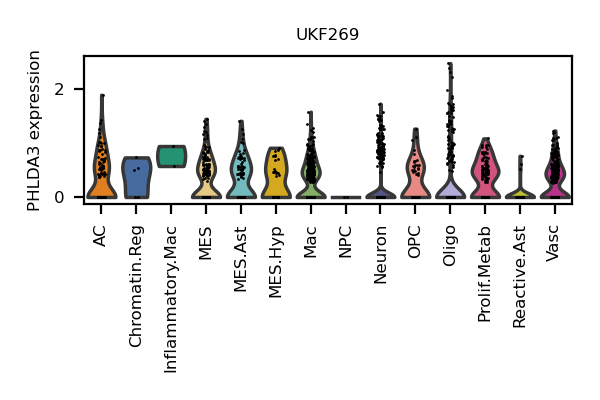 UKF269
PHLDA3 expression
2
0
AC
Chromatin.Reg
Inflammatory.Mac
MES
MES.Ast
MES.Hyp
Mac
NPC
Neuron
OPC
Oligo
Prolif.Metab
Reactive.Ast
Vasc